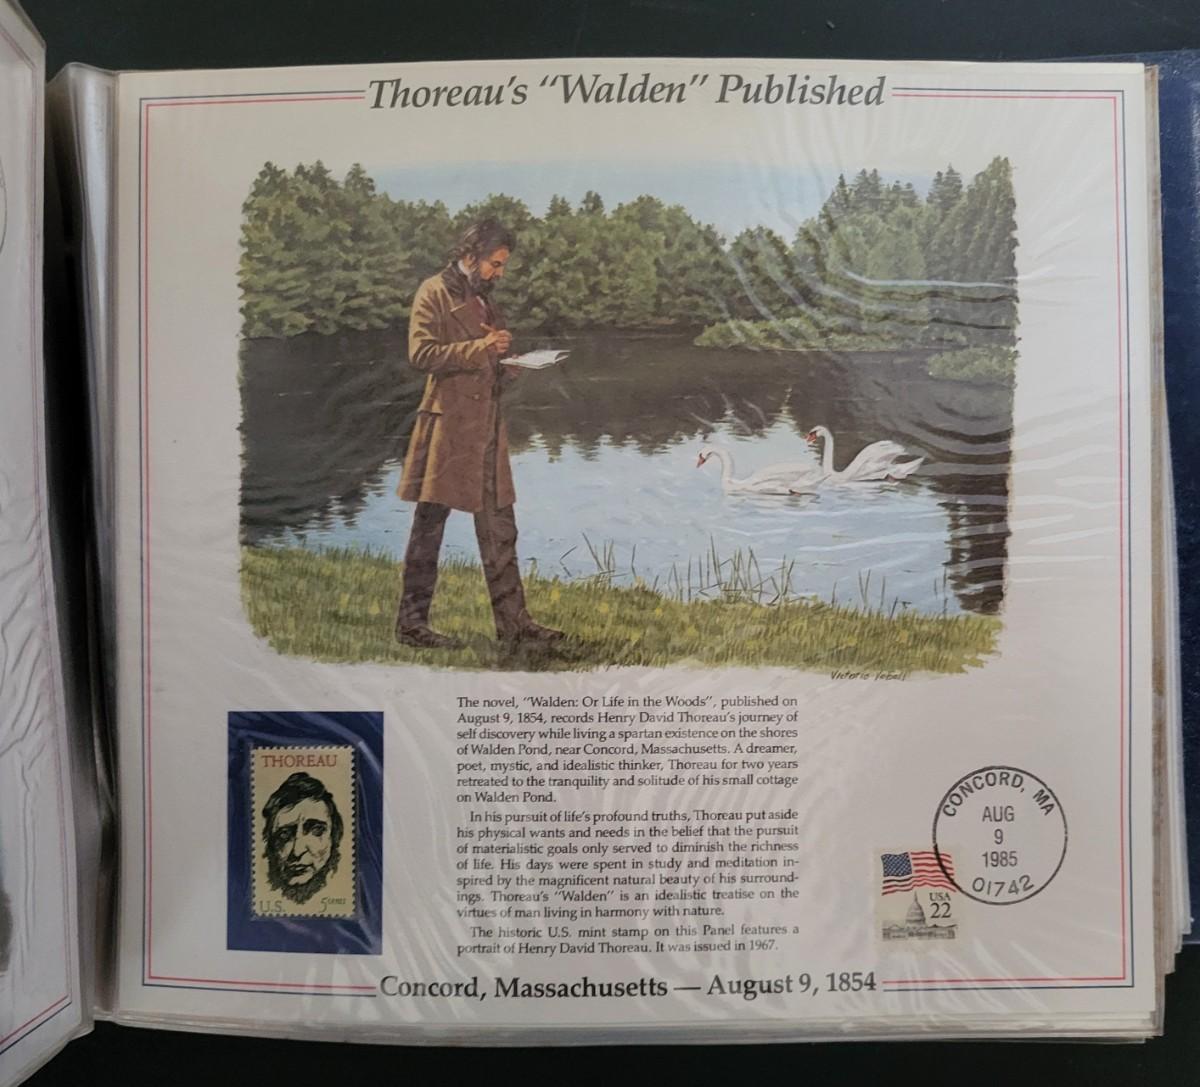 Thoreau's "Walden" Published
The novel, "Walden: Or Life in the Woods", published on
August 9, 1854, records Henry David Thoreau's journey of
self discovery while living a spartan existence on the shores
of Walden Pond, near Concord, Massachusetts. A dreamer,
poet, mystic, and idealistic thinker, Thoreau for two years
retreated to the tranquility and solitude of his small cottage
on Walden Pond.
In his pursuit of life's profound truths, Thoreau put aside
his physical wants and needs in the belief that the pursuit
of materialistic goals only served to diminish the richness
of life. His days were spent in study and meditation in-
spired by the magnificent natural beauty of his surround-
ings. Thoreau's "Walden" is an idealistic treatise on the
virtues of man living in harmony with nature.
The historic U.S. mint stamp on this Panel features a
portrait of Henry David Thoreau. It was issued in 1967.
THOREAU
U.S.
5 cents
CONCORD, MA
AUG
9
1985
01742
USA
22
Concord, Massachusetts — August 9, 1854